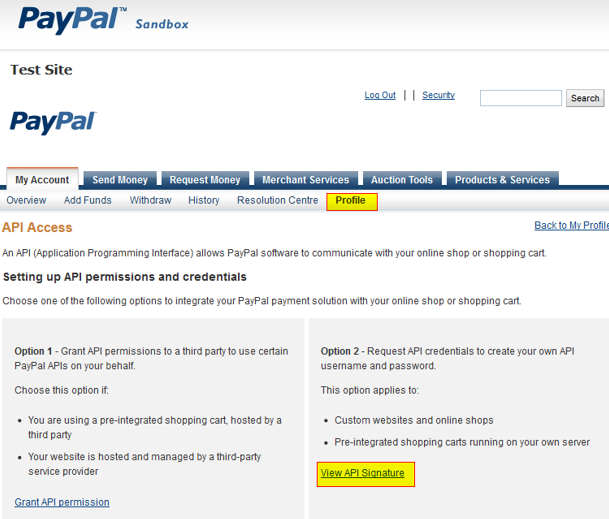 PayPal™ Sandbox
Test Site
Log Out | | Security Search
PayPal
My Account Send Money Request Money Merchant Services Auction Tools Products & Services
Overview Add Funds Withdraw History Resolution Centre Profile
API Access Back to My Profile
An API (Application Programming Interface) allows PayPal software to communicate with your online shop or shopping cart.
Setting up API permissions and credentials
Choose one of the following options to integrate your PayPal payment solution with your online shop or shopping cart.
Option 1 - Grant API permissions to a third party to use certain
PayPal APIs on your behalf.
Choose this option if:
• You are using a pre-integrated shopping cart, hosted by a
third party
• Your website is hosted and managed by a third-party
service provider
Grant API permission
Option 2 - Request API credentials to create your own API
username and password.
This option applies to:
• Custom websites and online shops
• Pre-integrated shopping carts running on your own server
View API Signature